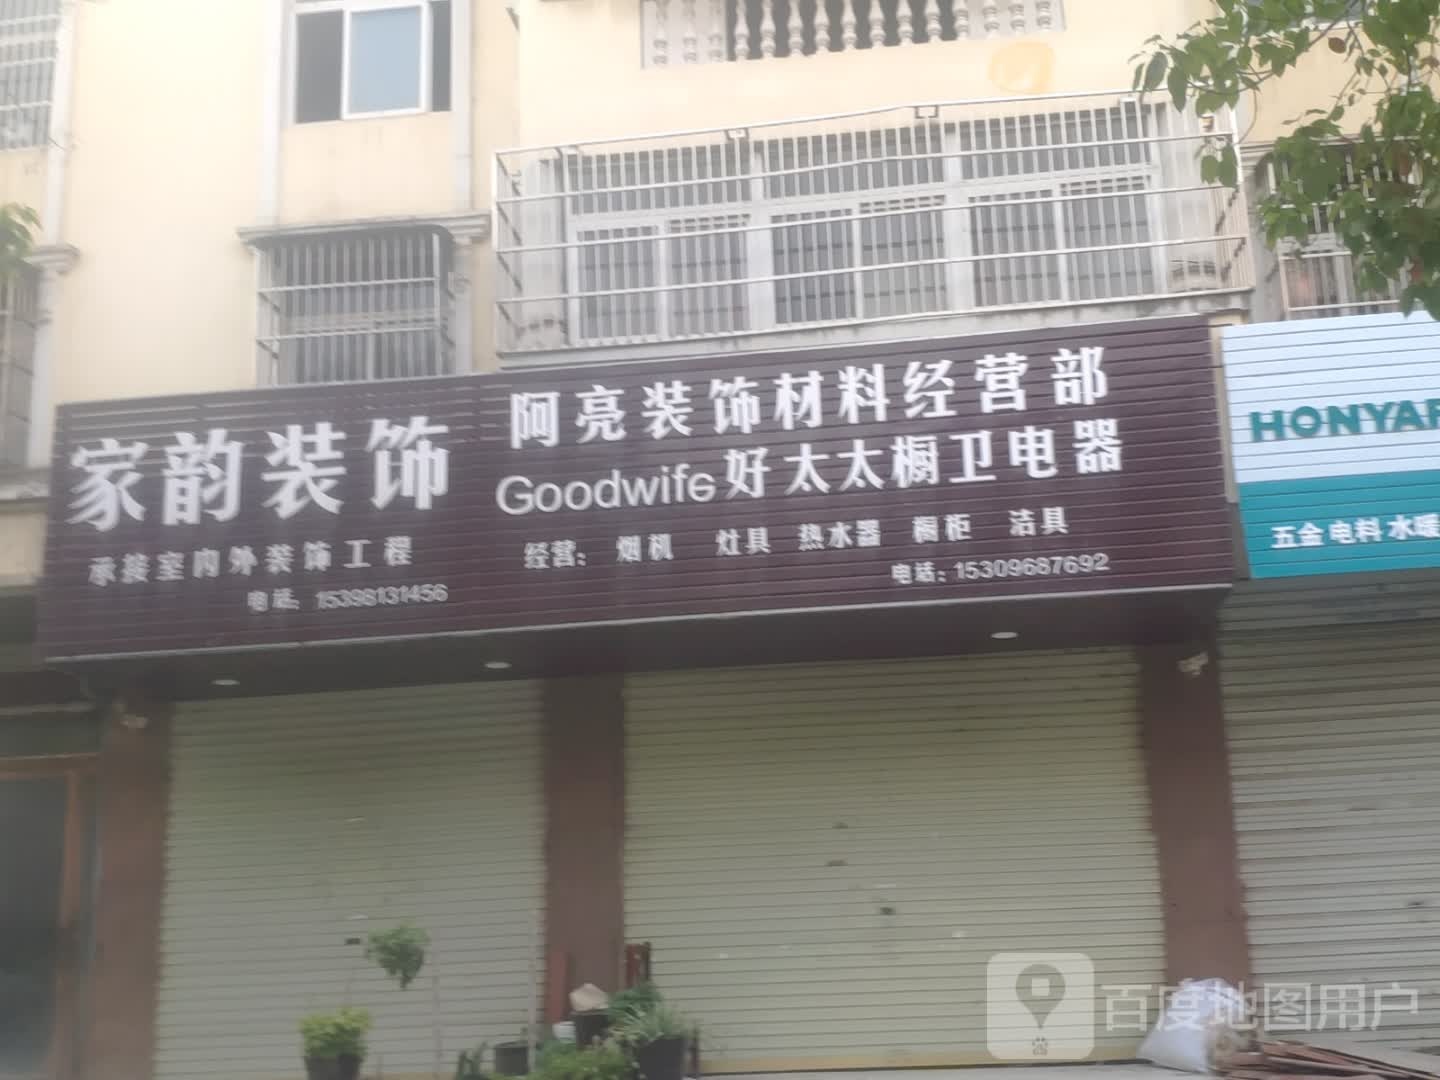 家韵装饰
承接室内外装饰工程
电话：15398131456
阿亮装饰材料经营部
Goodwife好太太橱卫电器
经营：烟机 灶具 热水器 橱柜 洁具
电话：15309687692
HONYAR
五金电料水暖
百度地图用户